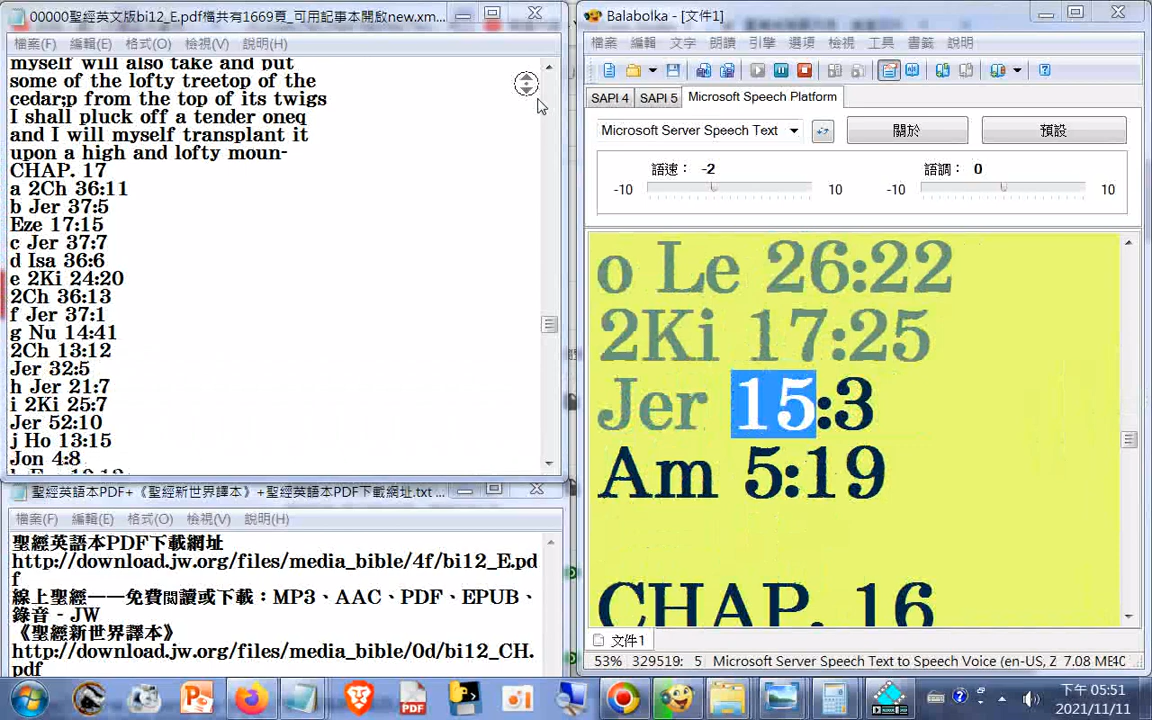 00000聖經英文版bi12_E.pdf檔共有1669頁_可用記事本開啟new.xm...
檔案(F) 編輯(E) 格式(O) 檢視(V) 說明(H)
myself will also take and put
some of the lofty treetop of the
cedar;p from the top of its twigs
I shall pluck off a tender oneq
and I will myself transplant it
upon a high and lofty moun-
CHAP. 17
a 2Ch 36:11
b Jer 37:5
Eze 17:15
c Jer 37:7
d Isa 36:6
e 2Ki 24:20
2Ch 36:13
f Jer 37:1
g Nu 14:41
2Ch 13:12
Jer 32:5
h Jer 21:7
i 2Ki 25:7
Jer 52:10
j Ho 13:15
Jon 4:8
聖經英語本PDF+《聖經新世界譯本》+聖經英語本PDF下載網址.txt ...
檔案(F) 編輯(E) 格式(O) 檢視(V) 說明(H)
聖經英語本PDF下載網址
http://download.jw.org/files/media_bible/4f/bi12_E.pd
f
線上聖經——免費閱讀或下載：MP3、AAC、PDF、EPUB、
錄音 - JW
《聖經新世界譯本》
http://download.jw.org/files/media_bible/0d/bi12_CH.
pdf
Balabolka - [文件1]
檔案 編輯 文字 朗讀 引擎 選項 檢視 工具 書籤 說明
SAPI 4 SAPI 5 Microsoft Speech Platform
Microsoft Server Speech Text 關於 預設
語速： -2 語調： 0
-10 10 -10 10
o Le 26:22
2Ki 17:25
Jer 15:3
Am 5:19
CHAP. 16
文件1
53% 329519: 5 Microsoft Server Speech Text to Speech Voice (en-US, Z 7.08 ME
PDF
下午 05:51
2021/11/11